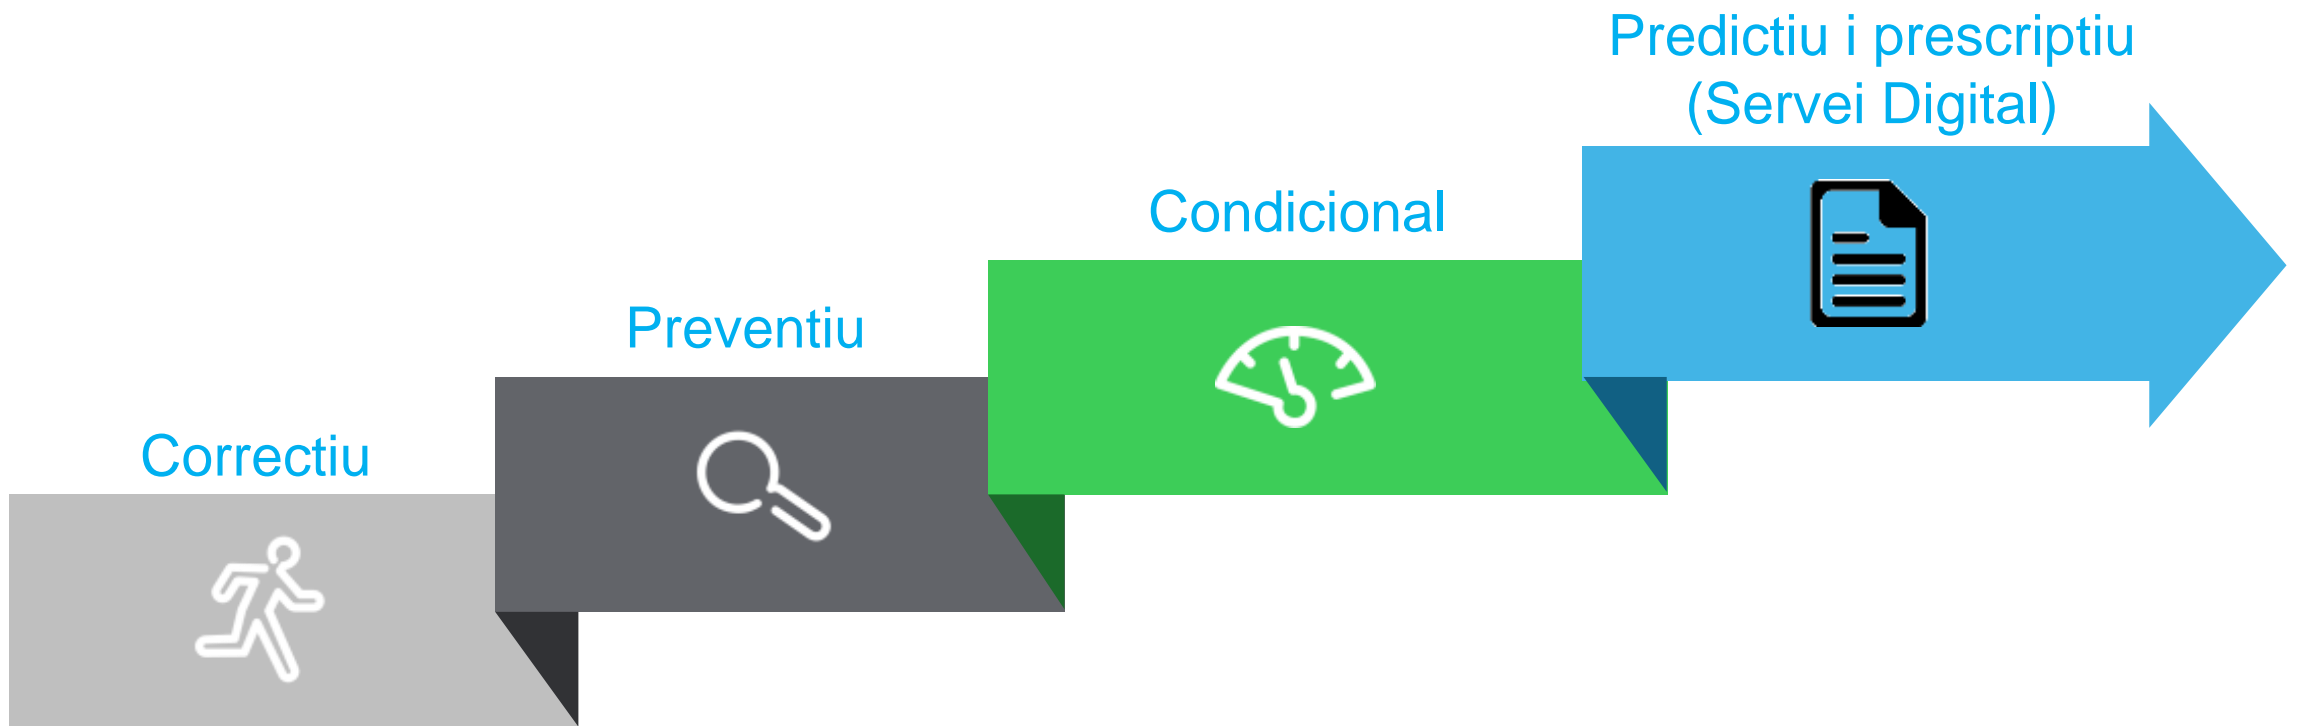 Predictiu i prescriptiu
(Servei Digital)
Condicional
Preventiu
Correctiu